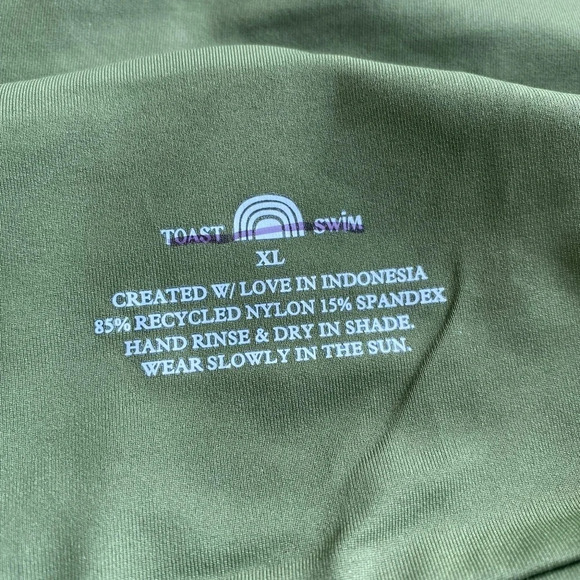 TOAST SWiM
XL
CREATED W/ LOVE IN INDONESIA
85% RECYCLED NYLON 15% SPANDEX
HAND RINSE & DRY IN SHADE.
WEAR SLOWLY IN THE SUN.